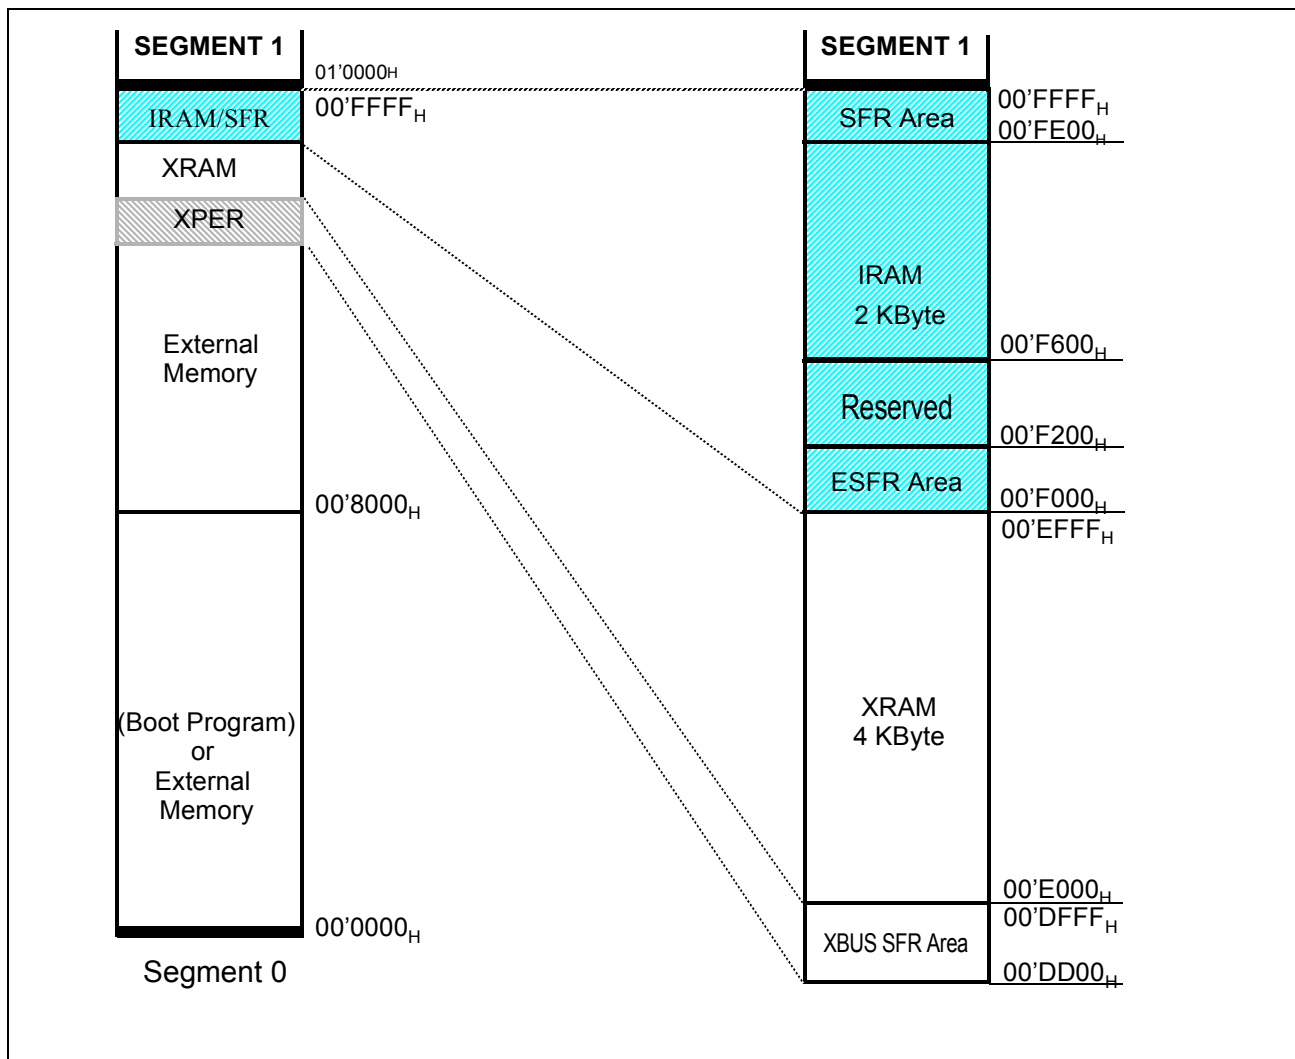 SEGMENT 1
01'0000H
IRAM/SFR
00'FFFFH
XRAM
XPER
External
Memory
00'8000H
(Boot Program)
or
External
Memory
00'0000H
Segment 0
SEGMENT 1
00'FFFFH
SFR Area
00'FE00H
IRAM
2 KByte
00'F600H
Reserved
00'F200H
ESFR Area
00'F000H
00'EFFFH
XRAM
4 KByte
00'E000H
00'DFFFH
XBUS SFR Area
00'DD00H